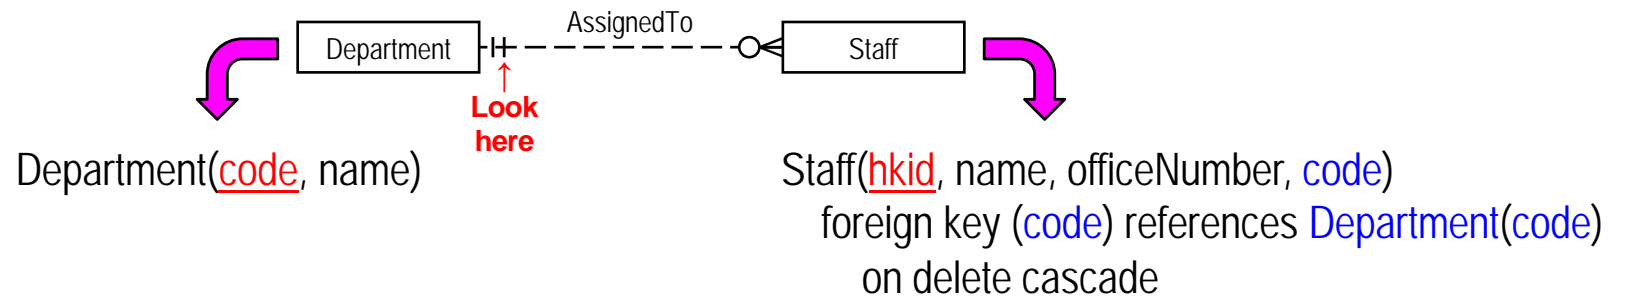 AssignedTo
Department
Staff
Look
here
Department(code, name)
Staff(hkid, name, officeNumber, code)
foreign key (code) references Department(code)
on delete cascade